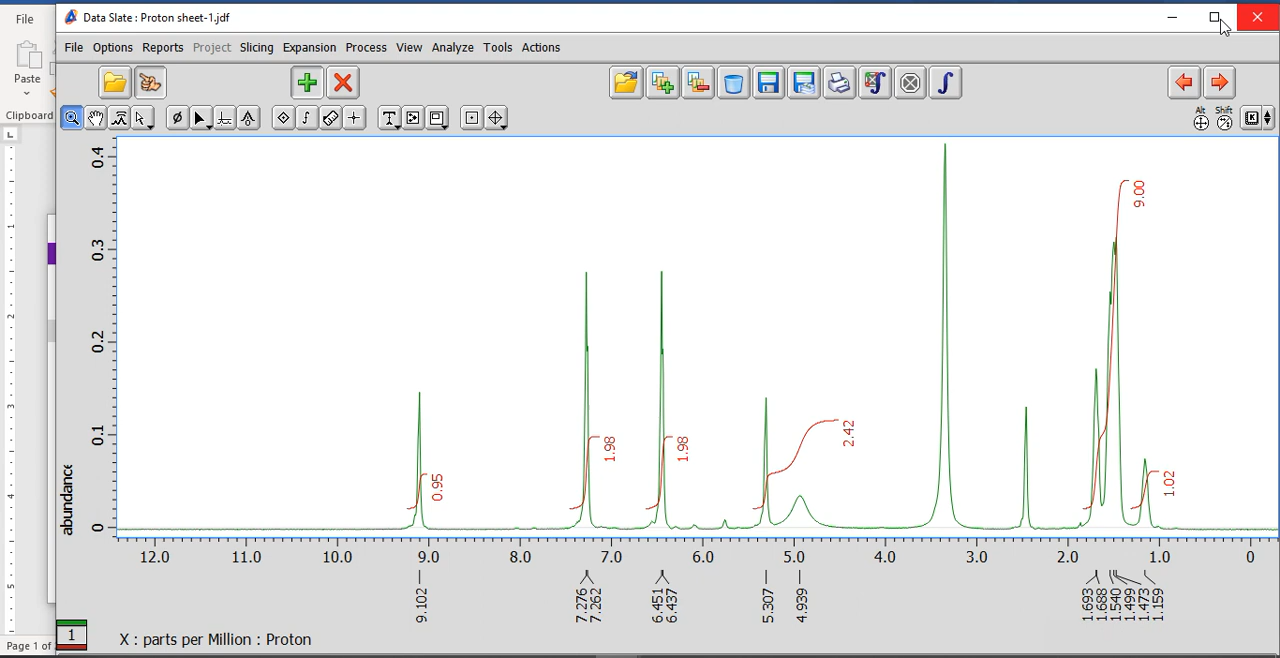 File
Paste
Clipboard
L
1
2
3
4
5
Page 1 of
Data Slate : Proton sheet-1.jdf
File Options Reports Project Slicing Expansion Process View Analyze Tools Actions
Alt Shift
K
abundance
0.4
0.3
0.2
0.1
0
0.95
1.98
1.98
2.42
9.00
1.02
12.0 11.0 10.0 9.0 8.0 7.0 6.0 5.0 4.0 3.0 2.0 1.0 0
9.102
7.276
7.262
6.451
6.437
5.307
4.939
1.693
1.688
1.540
1.499
1.473
1.159
1
X : parts per Million : Proton